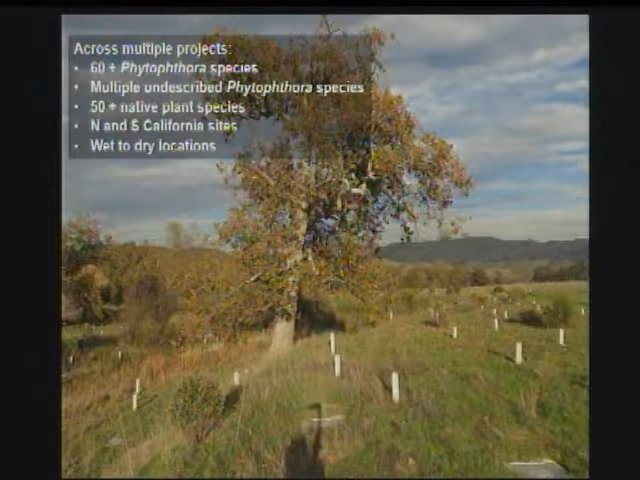 Across multiple projects:
• 60 + Phytophthora species
• Multiple undescribed Phytophthora species
• 50 + native plant species
• N and S California sites
• Wet to dry locations